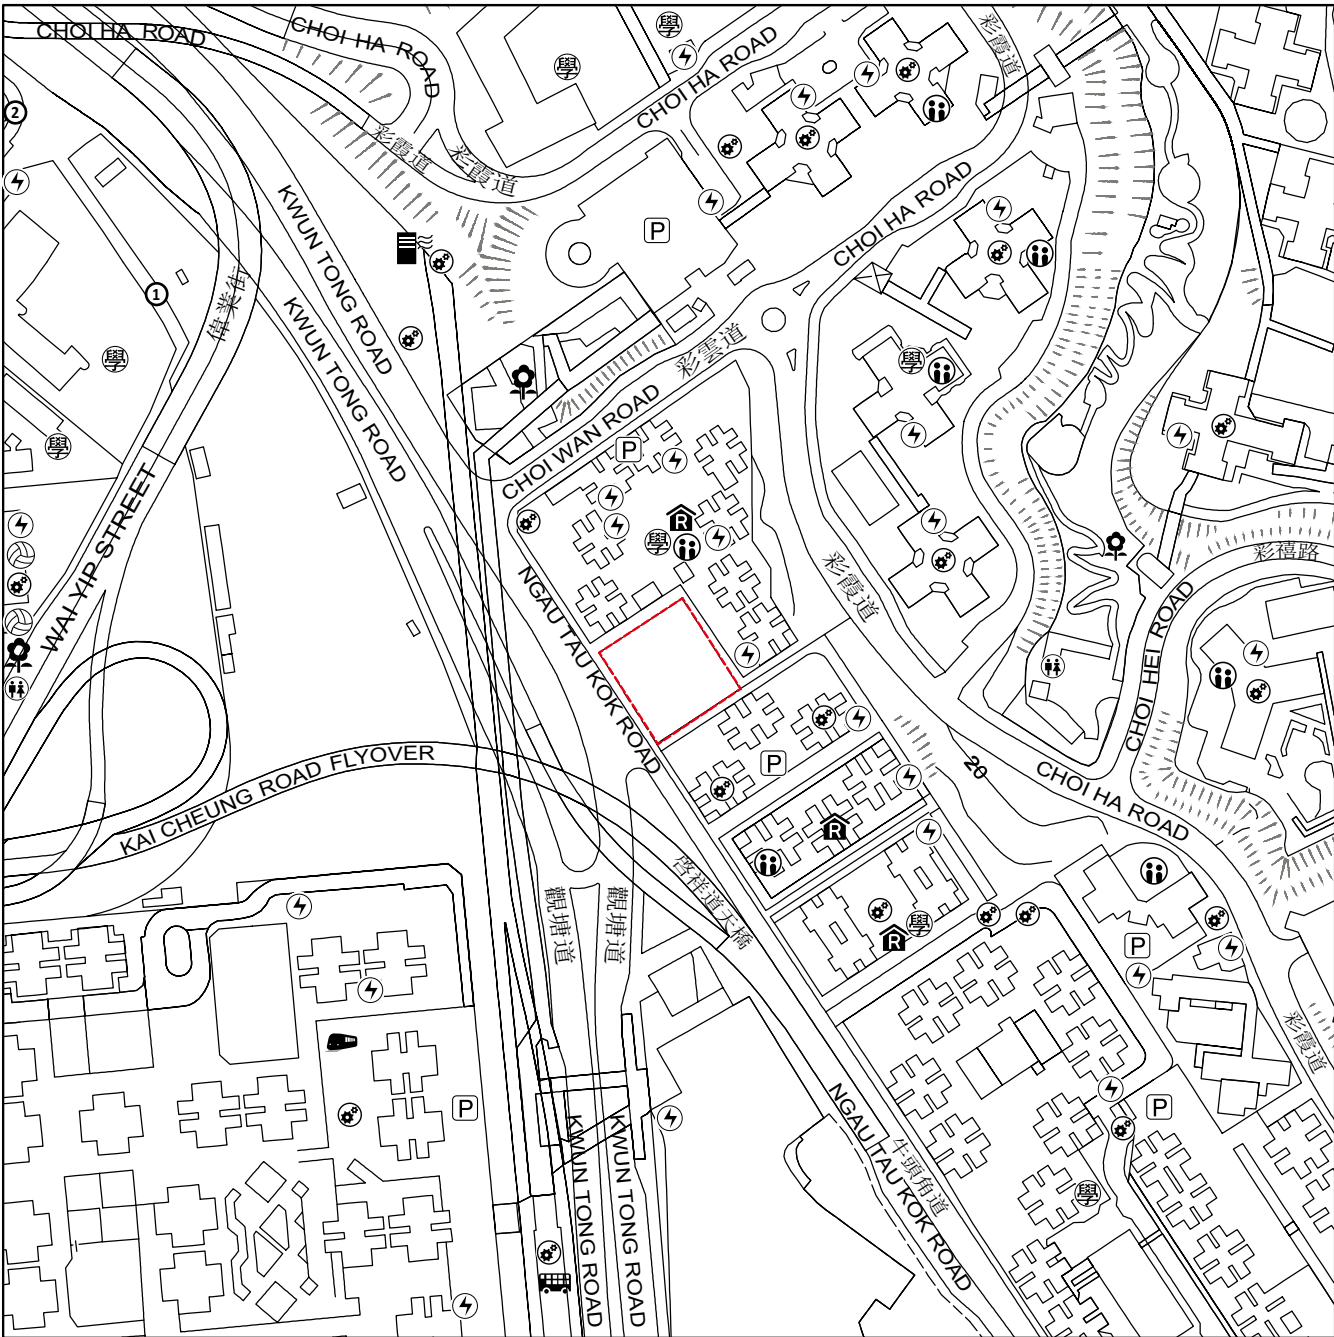 CHOI HA ROAD
CHOI HA ROAD
學
學
CHOI HA ROAD
彩霞道
2
彩霞道
彩霞道
KWUN TONG ROAD
P
CHOI HA ROAD
1
偉業街
KWUN TONG ROAD
學
彩雲道
學
CHOI WAN ROAD
P
學
WAI YIP STREET
R
學
彩霞道
彩禧路
NGAU TAU KOK ROAD
CHOI HEI ROAD
KAI CHEUNG ROAD FLYOVER
P
20
CHOI HA ROAD
R
啓祥道天橋
觀塘道
觀塘道
學
R
P
彩霞道
P
P
KWUN TONG ROAD
KWUN TONG ROAD
NGAU TAU KOK ROAD
牛頭角道
學